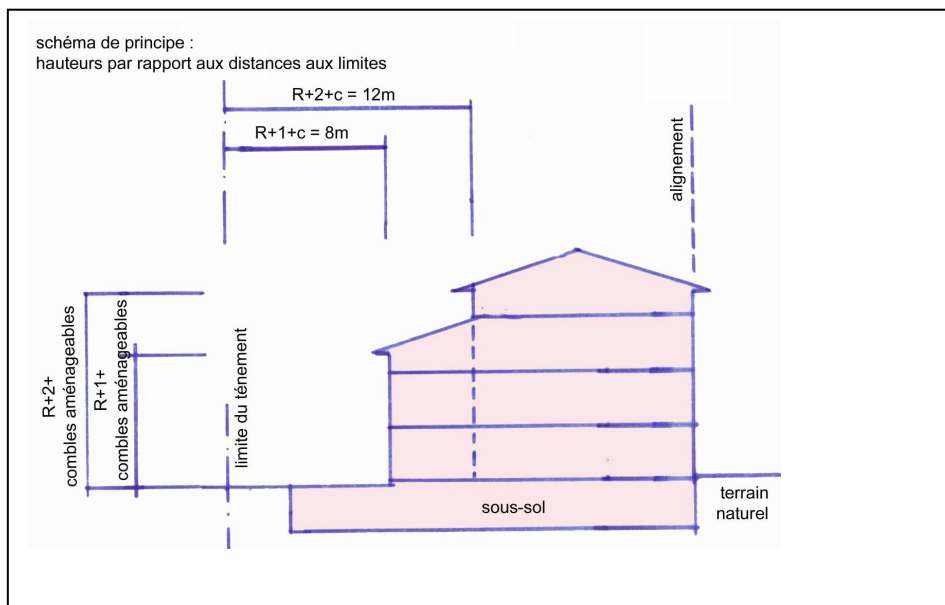 schéma de principe :
hauteurs par rapport aux distances aux limites
R+2+c = 12m
R+1+c = 8m
alignement
R+2+
combles aménageables
R+1+
combles aménageables
limite du ténement
sous-sol
terrain
naturel